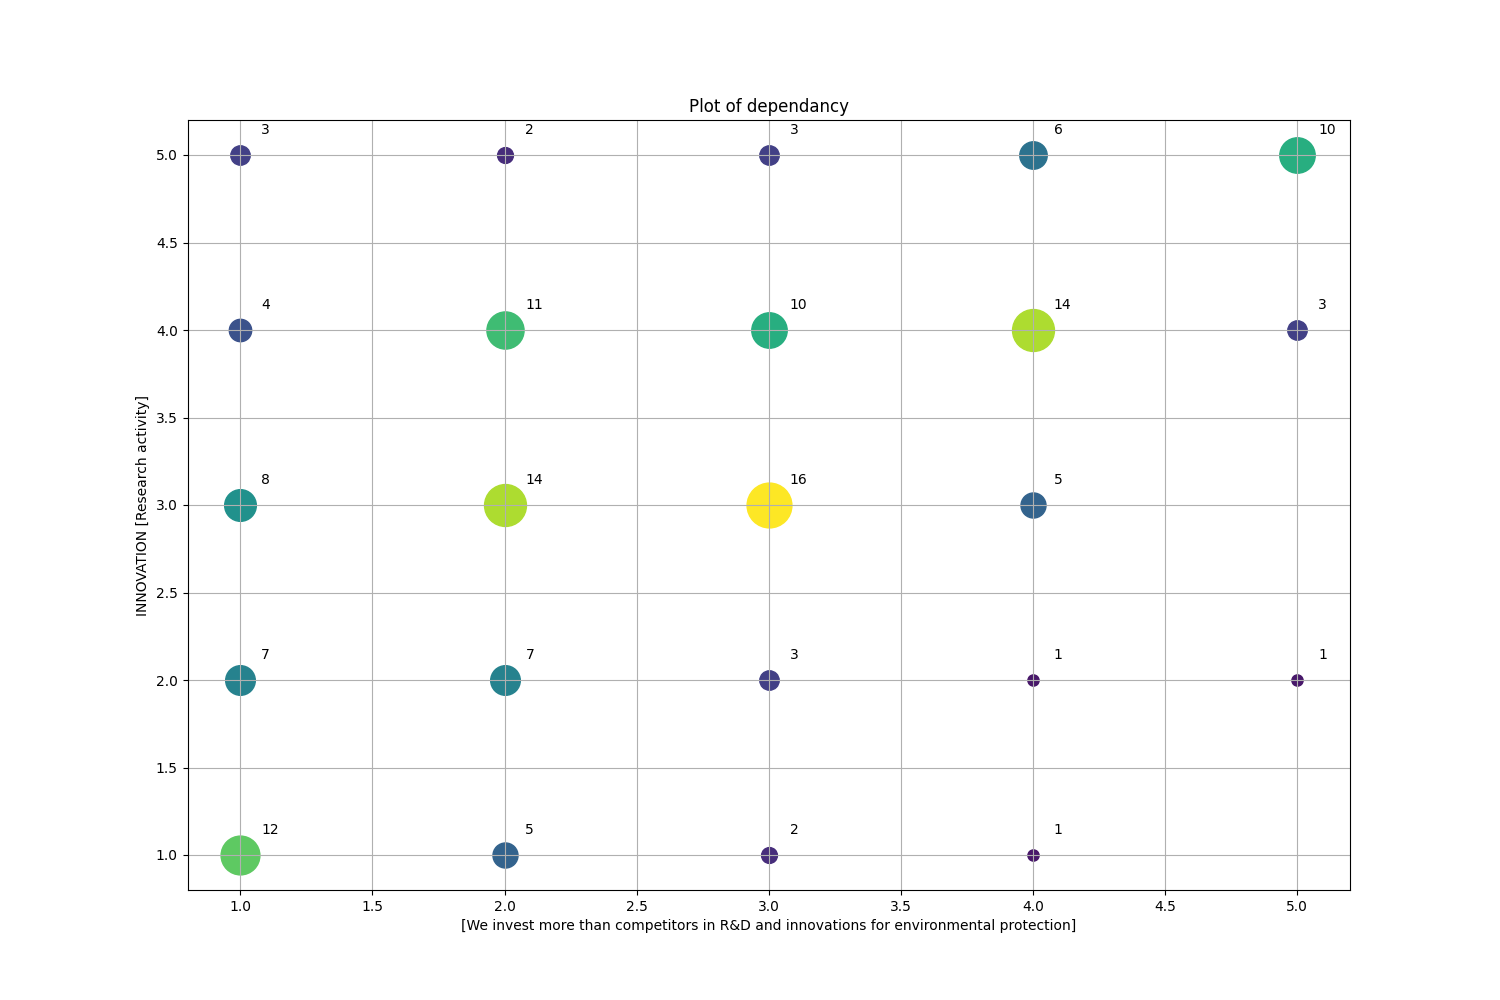 Plot of dependancy
3 2 3 6 10
5.0
4.5
4 11 10 14 3
4.0
3.5
8 14 16 5
3.0
2.5
7 7 3 1 1
2.0
1.5
12 5 2 1
1.0
INNOVATION [Research activity]
1.0 1.5 2.0 2.5 3.0 3.5 4.0 4.5 5.0
[We invest more than competitors in R&D and innovations for environmental protection]